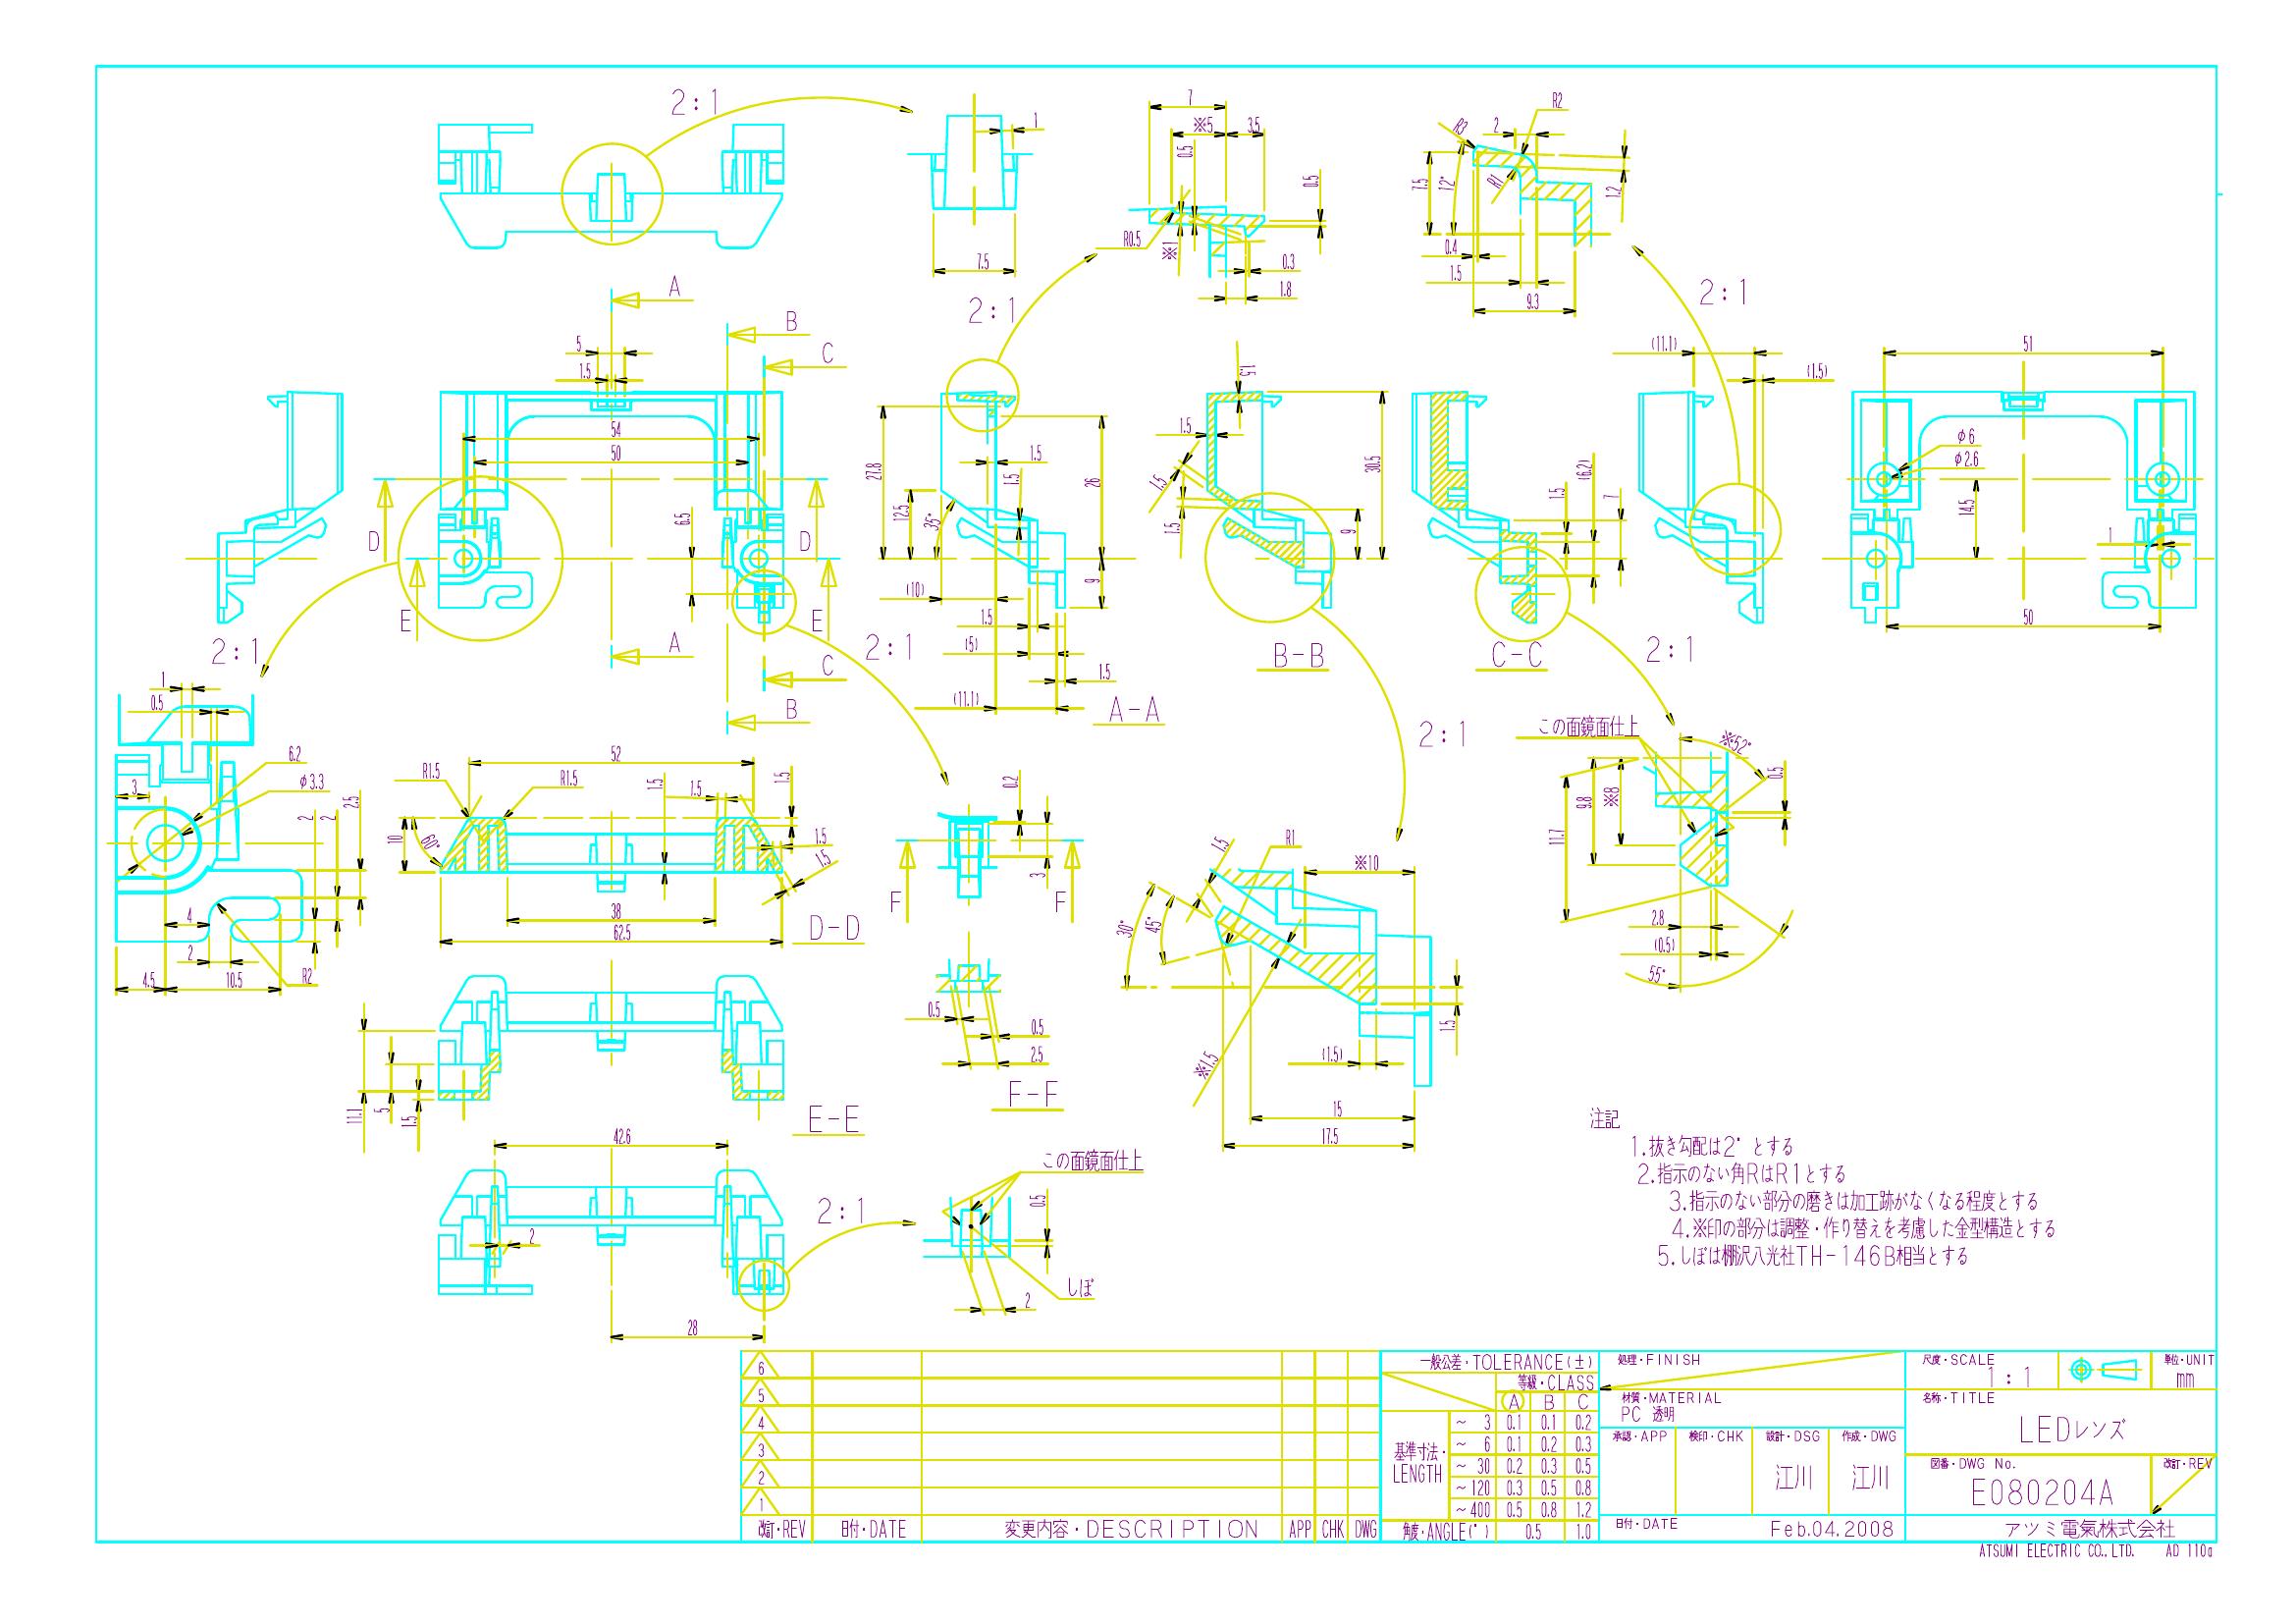 2:1
1
7.5
7
※5
3.5
0.5
0.5
R0.5
※1
0.3
1.8
2:1
R3
R2
2
7.5
12°
R1
1.2
0.4
1.5
9.3
2:1
A
B
C
5
1.5
54
50
D
D
6.5
E
E
A
C
B
2:1
2:1
27.8
12.5
35°
1.5
1.5
26
9
(10)
1.5
(5)
1.5
(11.1)
A-A
1.5
1.5
1.5
1.5
30.5
9
B-B
(6.2)
1.5
7
C-C
2:1
(11.1)
(1.5)
51
φ6
φ2.6
14.5
1
50
1
0.5
6.2
φ3.3
3
2.5
2
2
4
2
R2
4.5
10.5
52
R1.5
R1.5
1.5
1.5
1.5
10
60°
1.5
1.5
38
62.5
D-D
0.2
3
F
F
0.5
0.5
2.5
F-F
2:1
1.5
R1
※10
30°
45°
※1.5
(1.5)
1.5
15
17.5
この面鏡面仕上
※52°
0.5
9.8
※8
11.7
2.8
(0.5)
55°
11.1
5
1.5
E-E
42.6
2
28
2:1
この面鏡面仕上
0.5
しぼ
2
注記
1.抜き勾配は2°とする
2.指示のない角RはR1とする
3.指示のない部分の磨きは加工跡がなくなる程度とする
4.※印の部分は調整・作り替えを考慮した金型構造とする
5.しぼは棚沢八光社TH-146B相当とする
6
5
4
3
2
1
改訂・REV 日付・DATE 変更内容・DESCRIPTION APP CHK DWG
一般公差・TOLERANCE(±)
等級・CLASS
A B C
基準寸法・LENGTH
~ 3 0.1 0.1 0.2
~ 6 0.1 0.2 0.3
~ 30 0.2 0.3 0.5
~ 120 0.3 0.5 0.8
~ 400 0.5 0.8 1.2
角度・ANGLE(°) 0.5 1.0
処理・FINISH
材質・MATERIAL
PC 透明
承認・APP 検印・CHK 設計・DSG 作成・DWG
江川 江川
日付・DATE Feb.04.2008
尺度・SCALE
1:1
単位・UNIT
mm
名称・TITLE
LEDレンズ
図番・DWG No.
E080204A
改訂・REV
アツミ電氣株式会社
ATSUMI ELECTRIC CO.,LTD. AD 110a